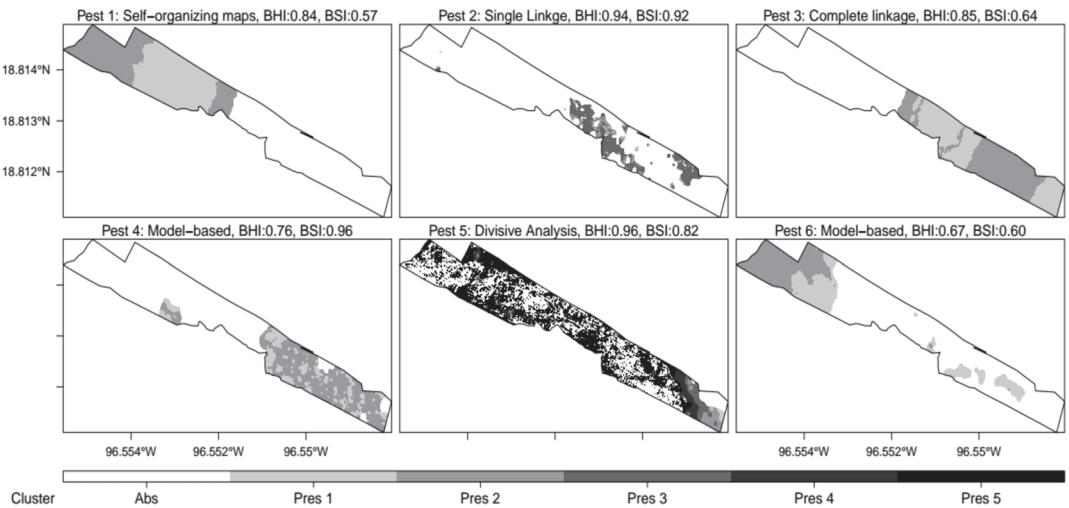 Pest 1: Self−organizing maps, BHI:0.84, BSI:0.57
Pest 2: Single Linkge, BHI:0.94, BSI:0.92
Pest 3: Complete linkage, BHI:0.85, BSI:0.64
18.814°N
18.813°N
18.812°N
Pest 4: Model−based, BHI:0.76, BSI:0.96
Pest 5: Divisive Analysis, BHI:0.96, BSI:0.82
Pest 6: Model−based, BHI:0.67, BSI:0.60
96.554°W 96.552°W 96.55°W
96.554°W 96.552°W 96.55°W
Cluster Abs Pres 1 Pres 2 Pres 3 Pres 4 Pres 5